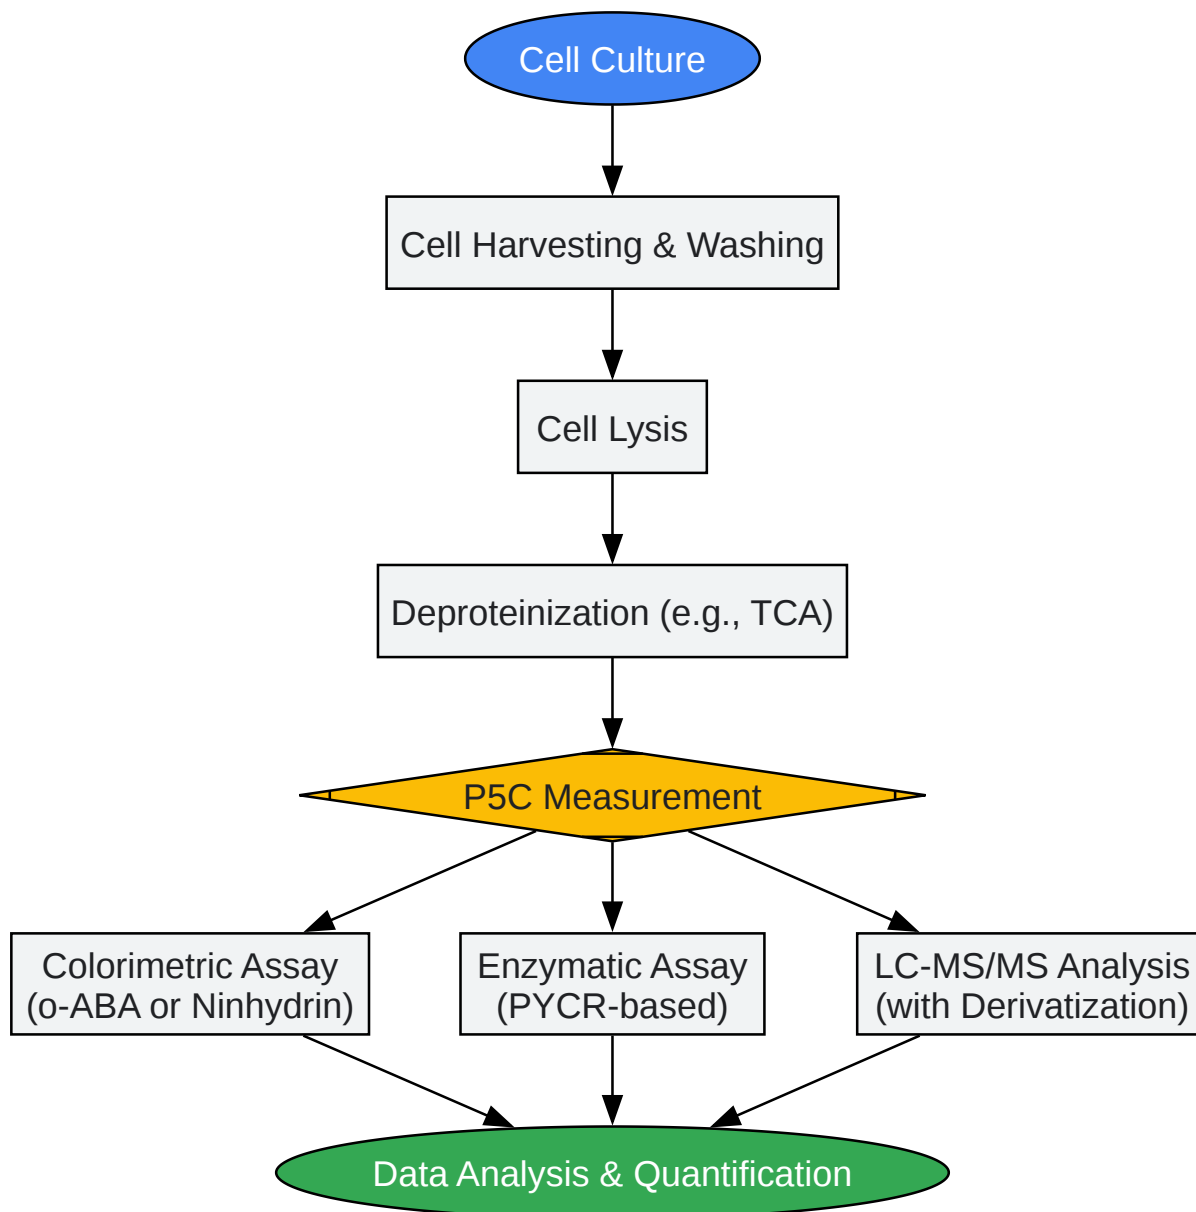 Cell Culture
Cell Harvesting & Washing
Cell Lysis
Deproteinization (e.g., TCA)
P5C Measurement
Colorimetric Assay
(o-ABA or Ninhydrin)
Enzymatic Assay
(PYCR-based)
LC-MS/MS Analysis
(with Derivatization)
Data Analysis & Quantification